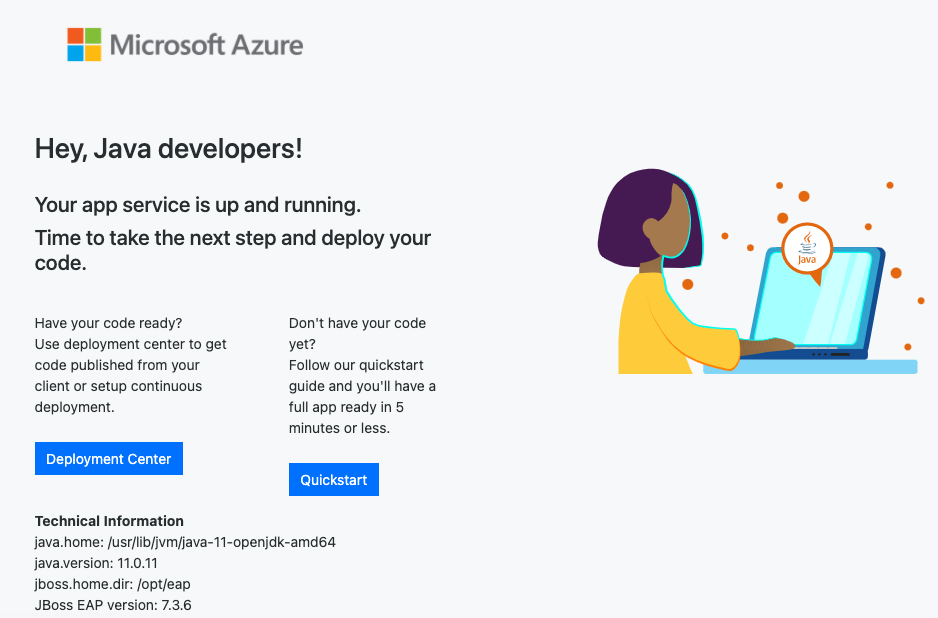 Microsoft Azure
Hey, Java developers!
Your app service is up and running.
Time to take the next step and deploy your
code.
Have your code ready?
Use deployment center to get
code published from your
client or setup continuous
deployment.
Deployment Center
Don't have your code
yet?
Follow our quickstart
guide and you'll have a
full app ready in 5
minutes or less.
Quickstart
Java
Technical Information
java.home: /usr/lib/jvm/java-11-openjdk-amd64
java.version: 11.0.11
jboss.home.dir: /opt/eap
JBoss EAP version: 7.3.6